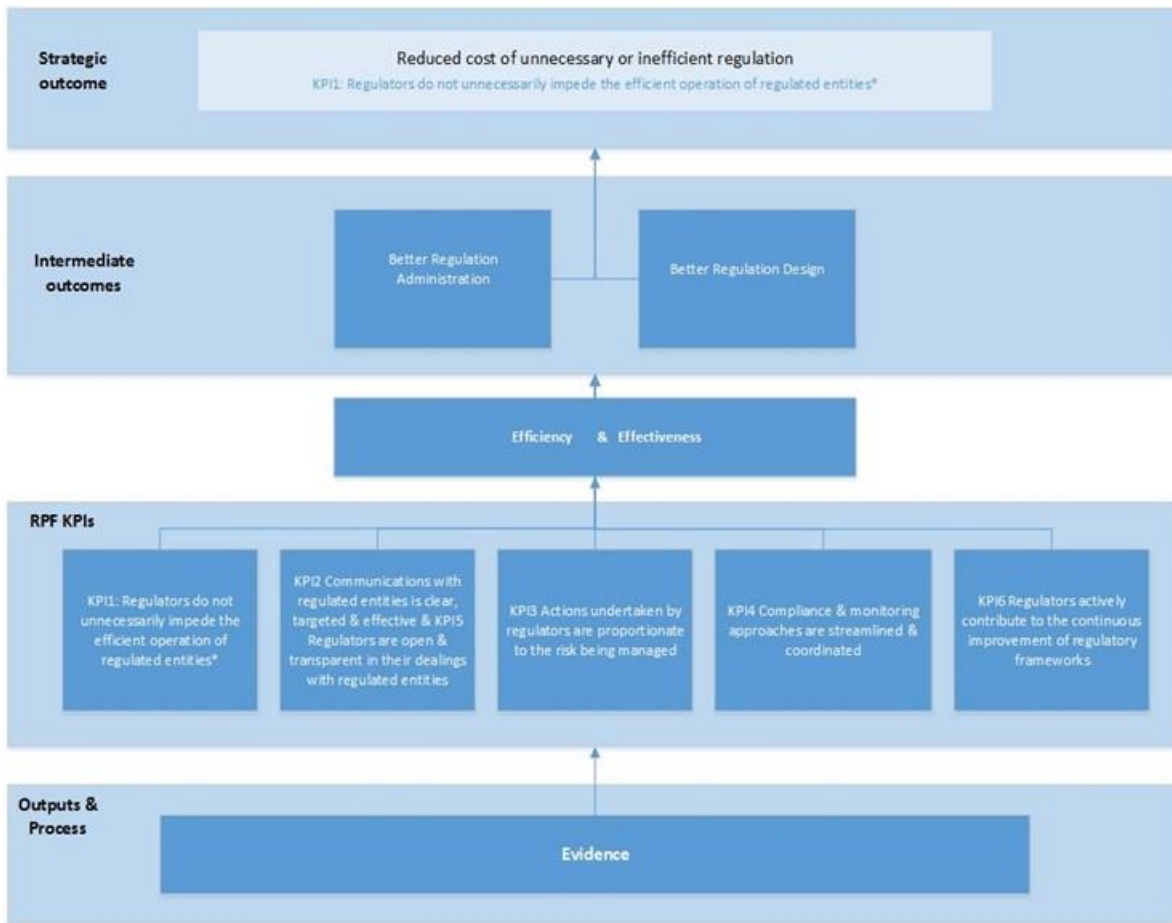 Strategic
outcome
Reduced cost of unnecessary or inefficient regulation
KPI1: Regulators do not unnecessarily impede the efficient operation of regulated entities*
Intermediate
outcomes
Better Regulation
Administration
Better Regulation Design
Efficiency & Effectiveness
RPF KPIs
KPI1: Regulators do not
unnecessarily impede the
efficient operation of
regulated entities*
KPI2 Communications with
regulated entities is clear,
targeted & effective & KPI5
Regulators are open &
transparent in their dealings
with regulated entities
KPI3 Actions undertaken by
regulators are proportionate
to the risk being managed
KPI4 Compliance & monitoring
approaches are streamlined &
coordinated
KPI6 Regulators actively
contribute to the continuous
improvement of regulatory
frameworks
Outputs &
Process
Evidence